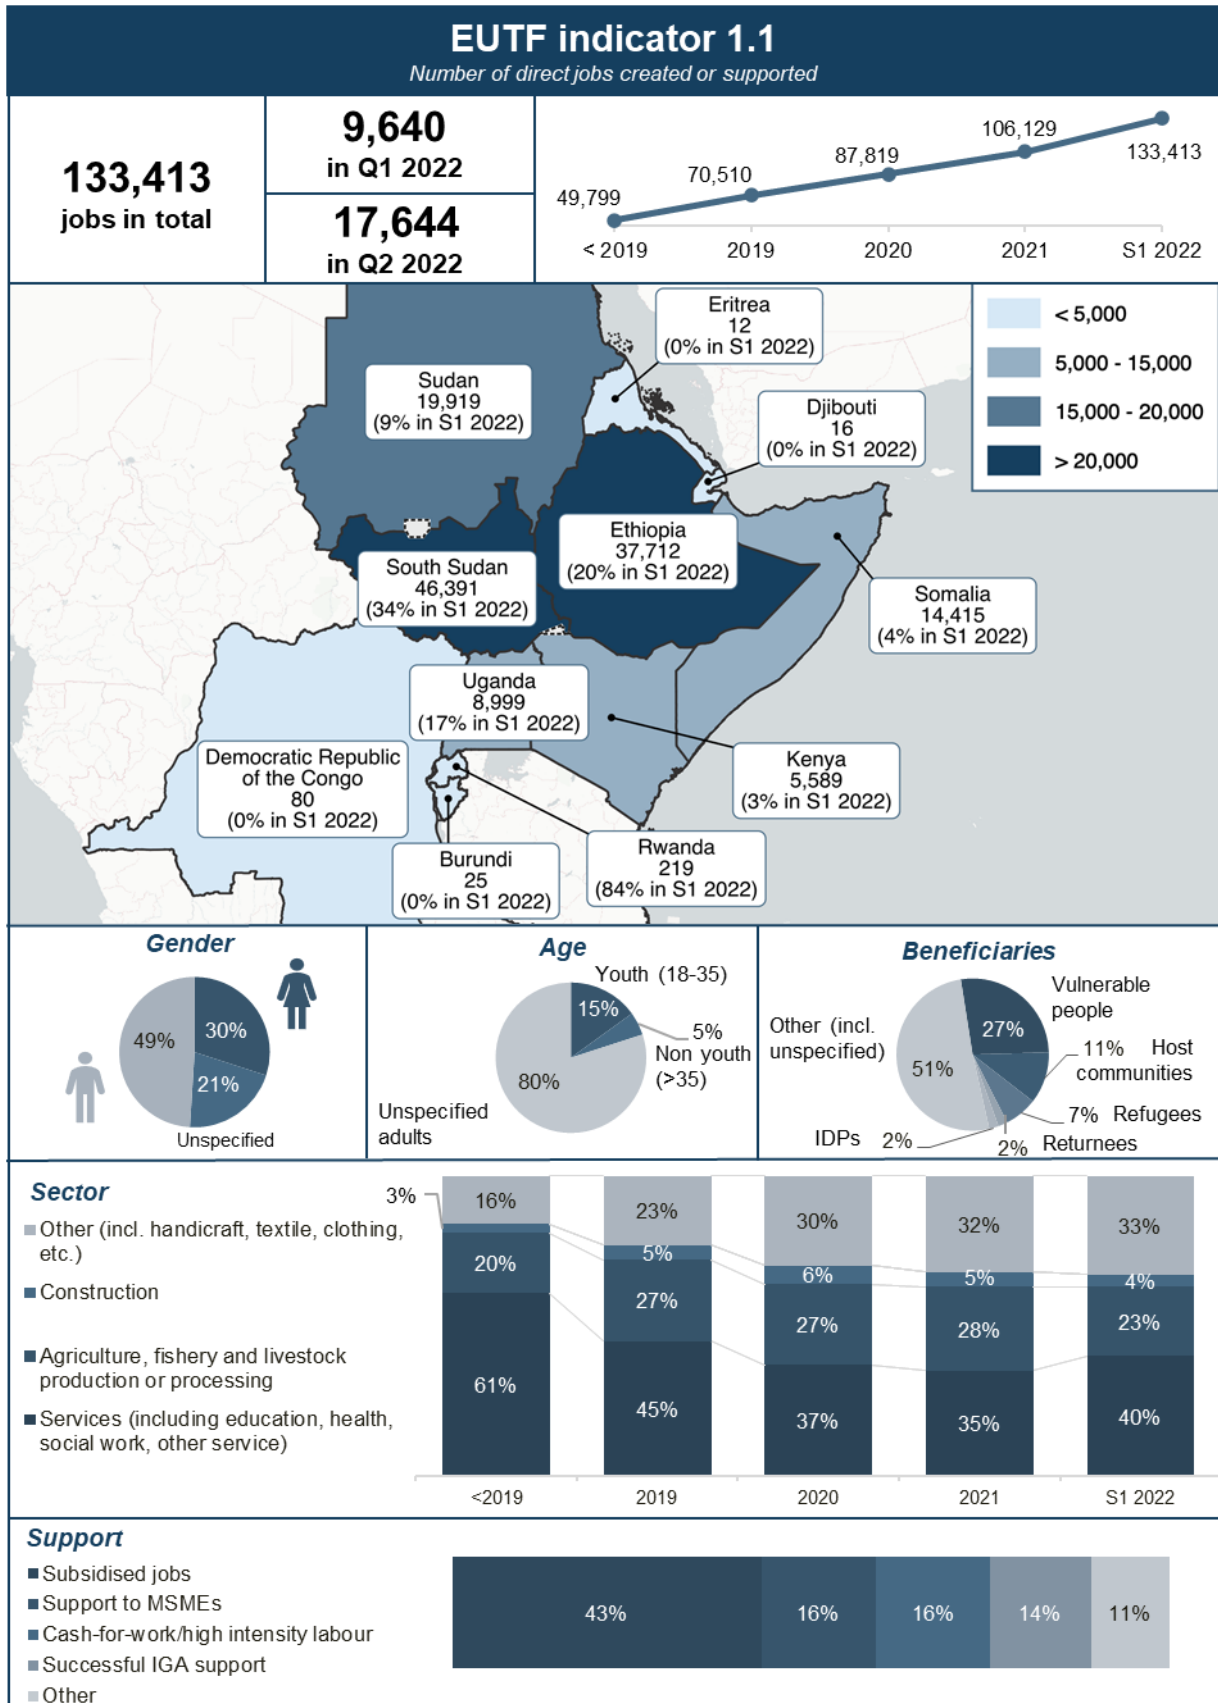 EUTF indicator 1.1
Number of direct jobs created or supported
133,413
jobs in total
9,640
in Q1 2022
17,644
in Q2 2022
49,799
70,510
87,819
106,129
133,413
< 2019
2019
2020
2021
S1 2022
< 5,000
5,000 - 15,000
15,000 - 20,000
> 20,000
Eritrea
12
(0% in S1 2022)
Sudan
19,919
(9% in S1 2022)
Djibouti
16
(0% in S1 2022)
Ethiopia
37,712
(20% in S1 2022)
South Sudan
46,391
(34% in S1 2022)
Somalia
14,415
(4% in S1 2022)
Uganda
8,999
(17% in S1 2022)
Democratic Republic
of the Congo
80
(0% in S1 2022)
Kenya
5,589
(3% in S1 2022)
Rwanda
219
(84% in S1 2022)
Burundi
25
(0% in S1 2022)
Gender
49%
30%
21%
Unspecified
Age
Youth (18-35)
15%
5%
Non youth
(>35)
80%
Unspecified
adults
Beneficiaries
Vulnerable
people
27%
Other (incl.
unspecified)
51%
11% Host
communities
7% Refugees
2% Returnees
IDPs 2%
Sector
Other (incl. handicraft, textile, clothing,
etc.)
Construction
Agriculture, fishery and livestock
production or processing
Services (including education, health,
social work, other service)
3%
16%
20%
61%
23%
5%
27%
45%
30%
6%
27%
37%
32%
5%
28%
35%
33%
4%
23%
40%
<2019
2019
2020
2021
S1 2022
Support
Subsidised jobs
Support to MSMEs
Cash-for-work/high intensity labour
Successful IGA support
Other
43%
16%
16%
14%
11%